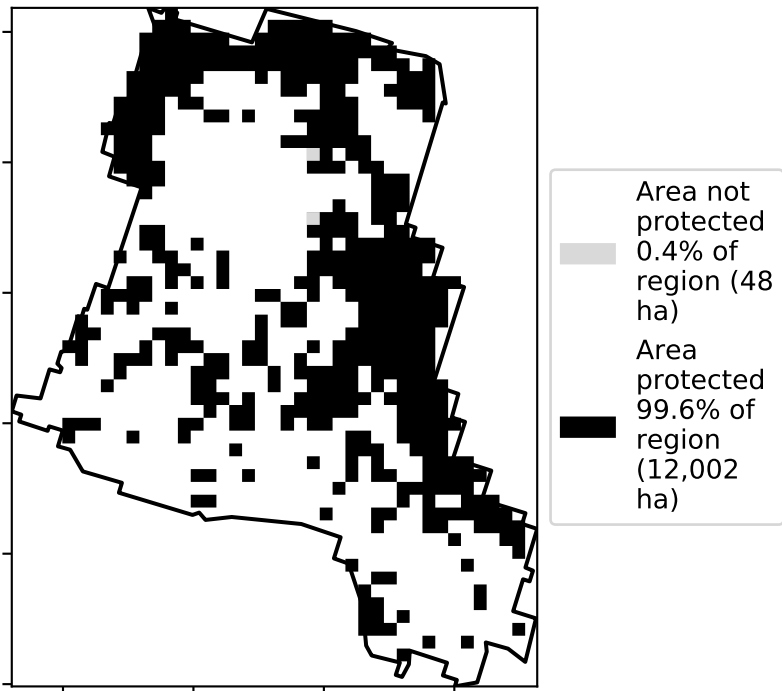 Area not
protected
0.4% of
region (48
ha)
Area
protected
99.6% of
region
(12,002
ha)